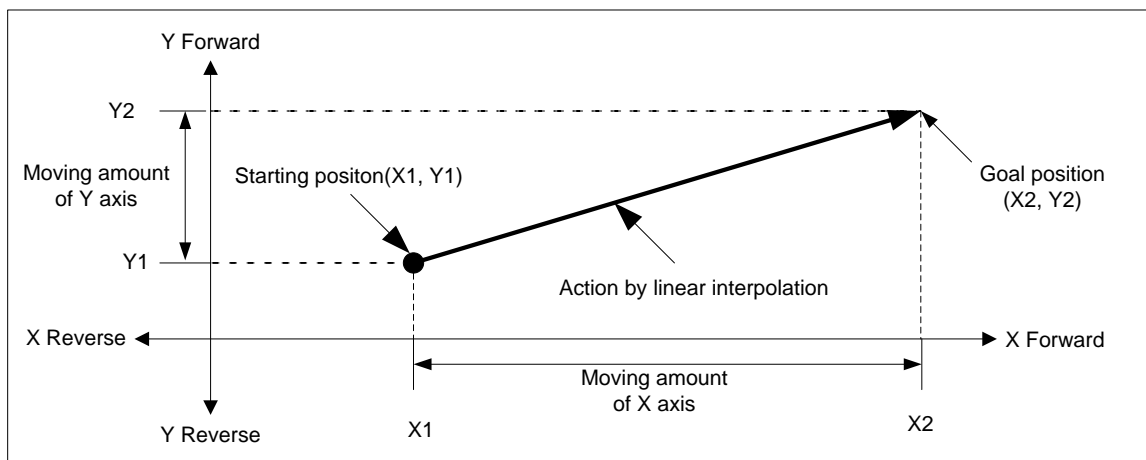 Y Forward
Y2
Moving amount
of Y axis
Starting positon(X1, Y1)
Goal position
(X2, Y2)
Y1
Action by linear interpolation
X Reverse
X Forward
Moving amount
of X axis
Y Reverse
X1
X2